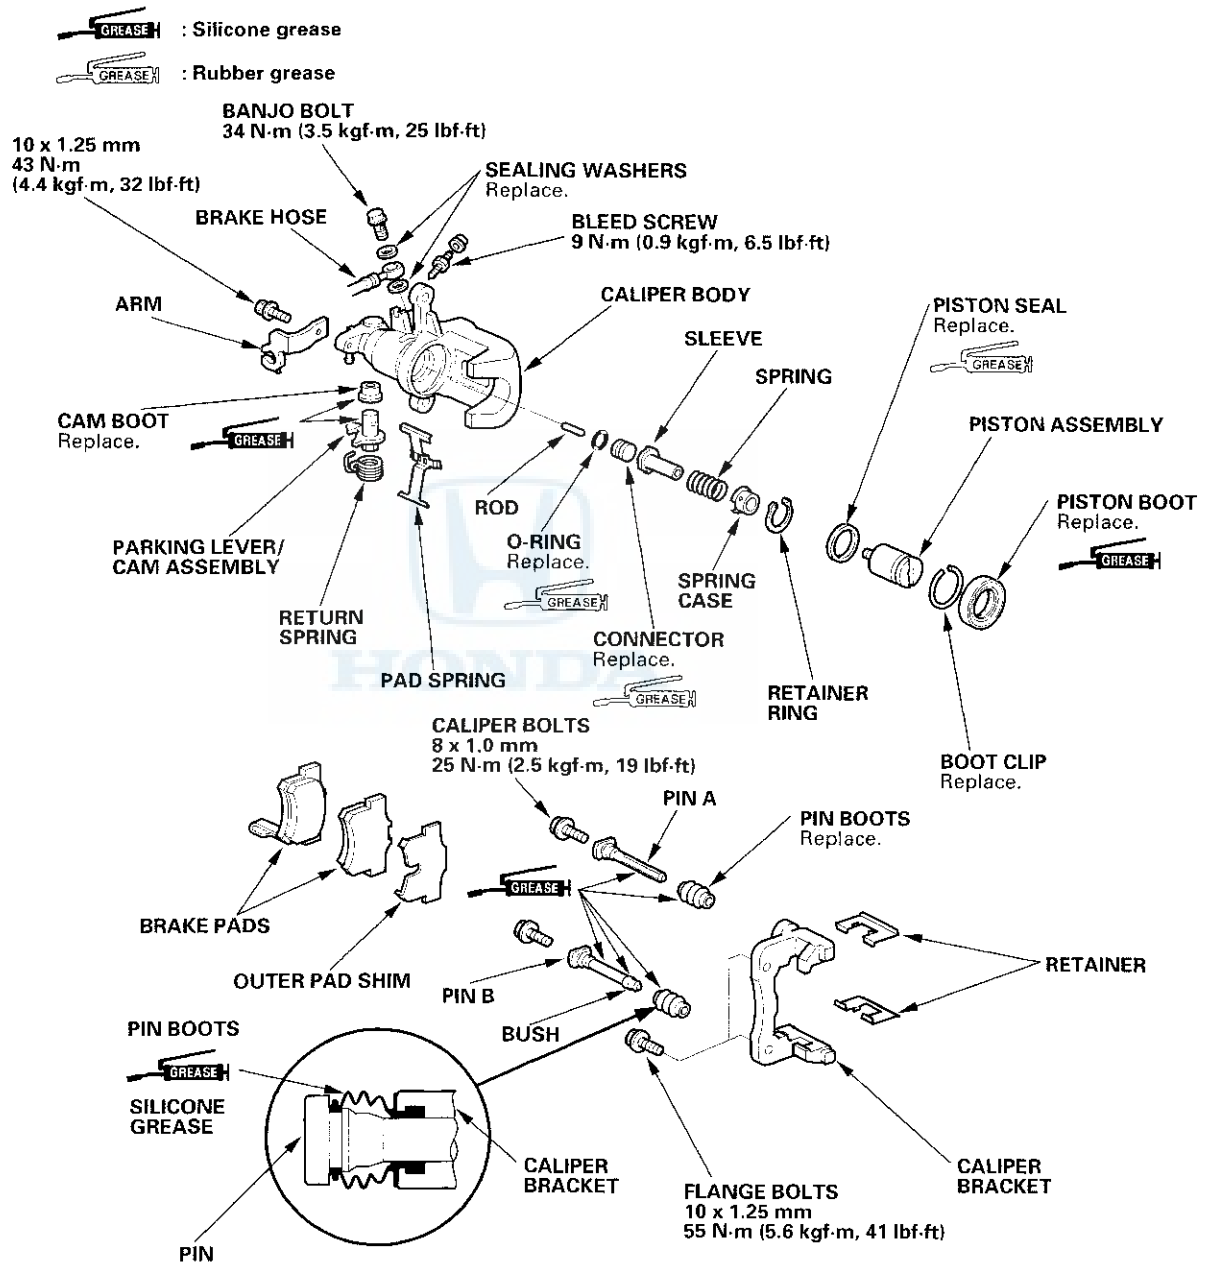 GREASE : Silicone grease
GREASE : Rubber grease
BANJO BOLT
34 N·m (3.5 kgf·m, 25 lbf·ft)
10 x 1.25 mm
43 N·m
(4.4 kgf·m, 32 lbf·ft)
SEALING WASHERS
Replace.
BRAKE HOSE
BLEED SCREW
9 N·m (0.9 kgf·m, 6.5 lbf·ft)
ARM
CALIPER BODY
PISTON SEAL
Replace.
GREASE
SLEEVE
SPRING
CAM BOOT
Replace.
GREASE
PISTON ASSEMBLY
ROD
PISTON BOOT
Replace.
GREASE
O-RING
Replace.
GREASE
PARKING LEVER/
CAM ASSEMBLY
SPRING
CASE
RETURN
SPRING
CONNECTOR
Replace.
GREASE
HONDA
PAD SPRING
RETAINER
RING
CALIPER BOLTS
8 x 1.0 mm
25 N·m (2.5 kgf·m, 19 lbf·ft)
BOOT CLIP
Replace.
PIN A
PIN BOOTS
Replace.
GREASE
BRAKE PADS
OUTER PAD SHIM
PIN B
RETAINER
BUSH
PIN BOOTS
GREASE
SILICONE
GREASE
CALIPER
BRACKET
CALIPER
BRACKET
FLANGE BOLTS
10 x 1.25 mm
55 N·m (5.6 kgf·m, 41 lbf·ft)
PIN